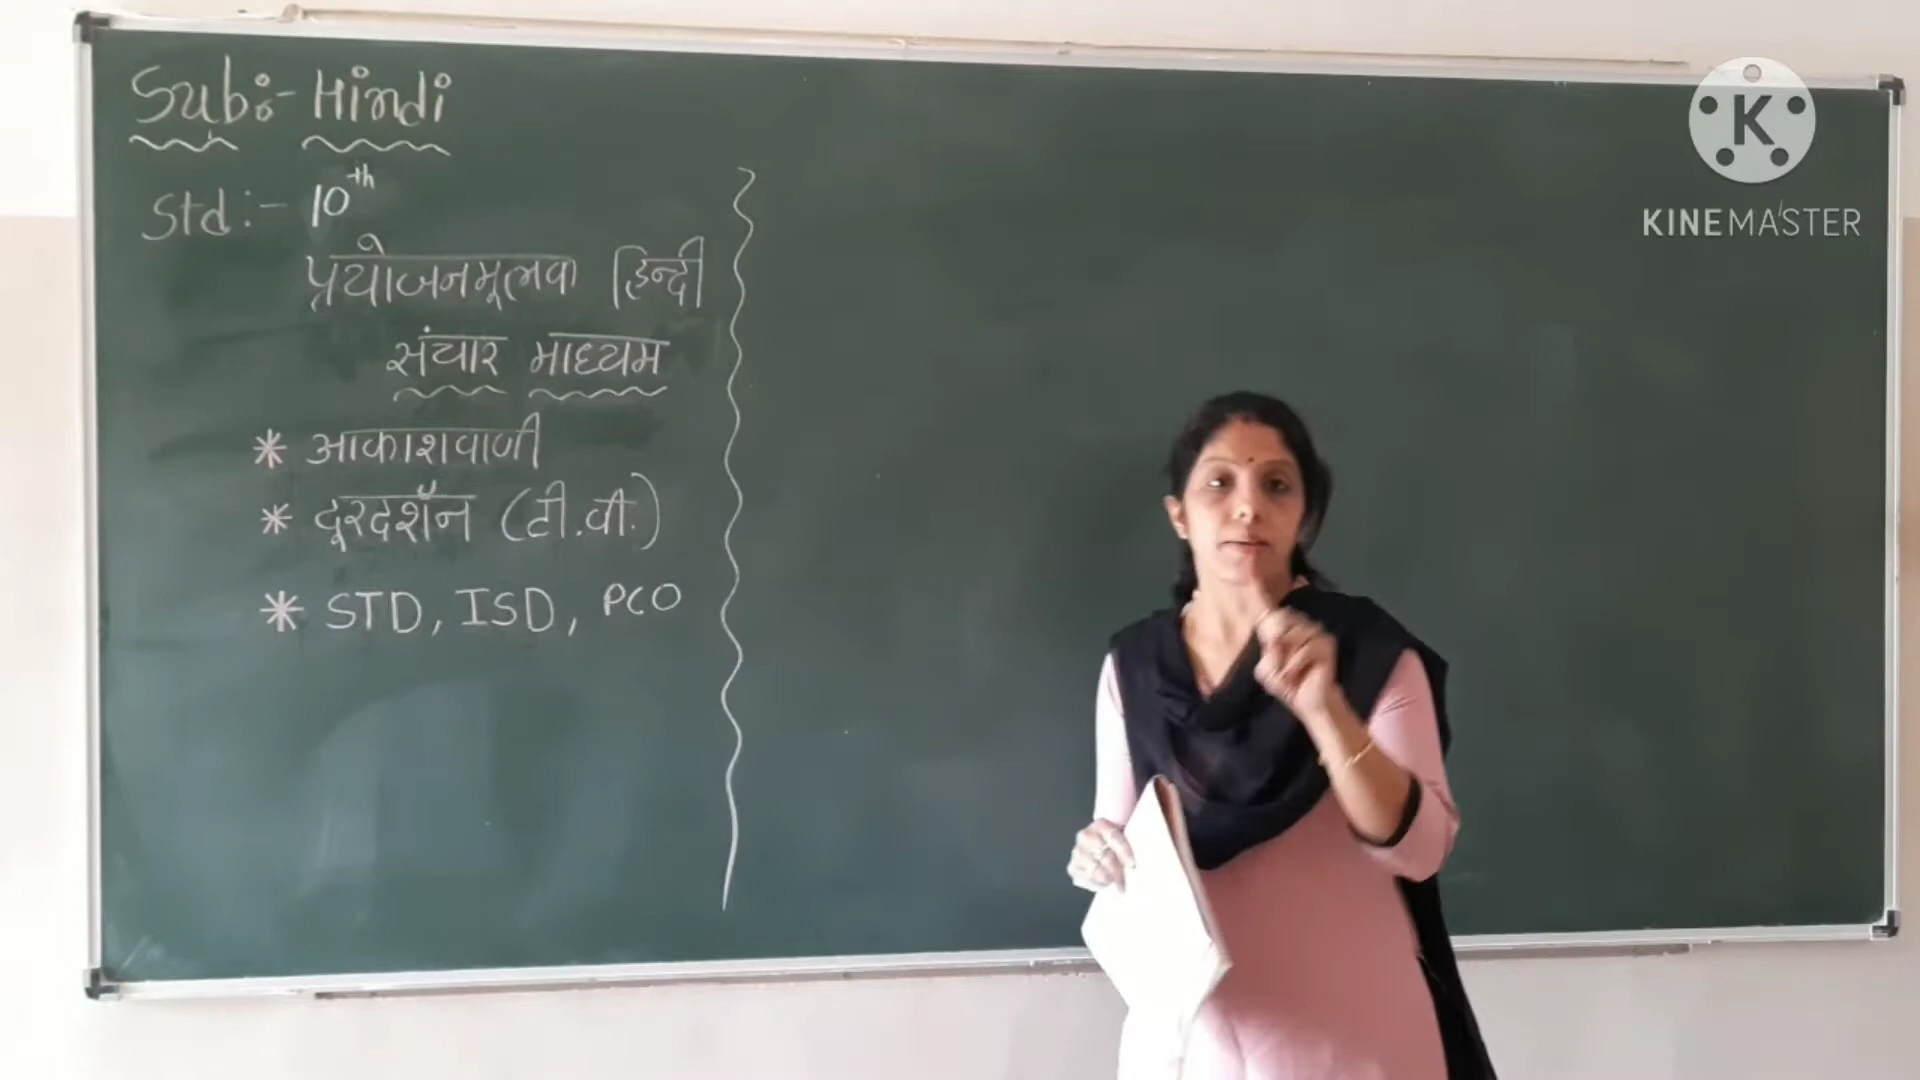 Sub:- Hindi
Std:- 10th
प्रयोजनमूलक हिन्दी
संचार माध्यम
* आकाशवाणी
* दूरदर्शन (टी.वी.)
* STD, ISD, PCO
K
KINEMASTER